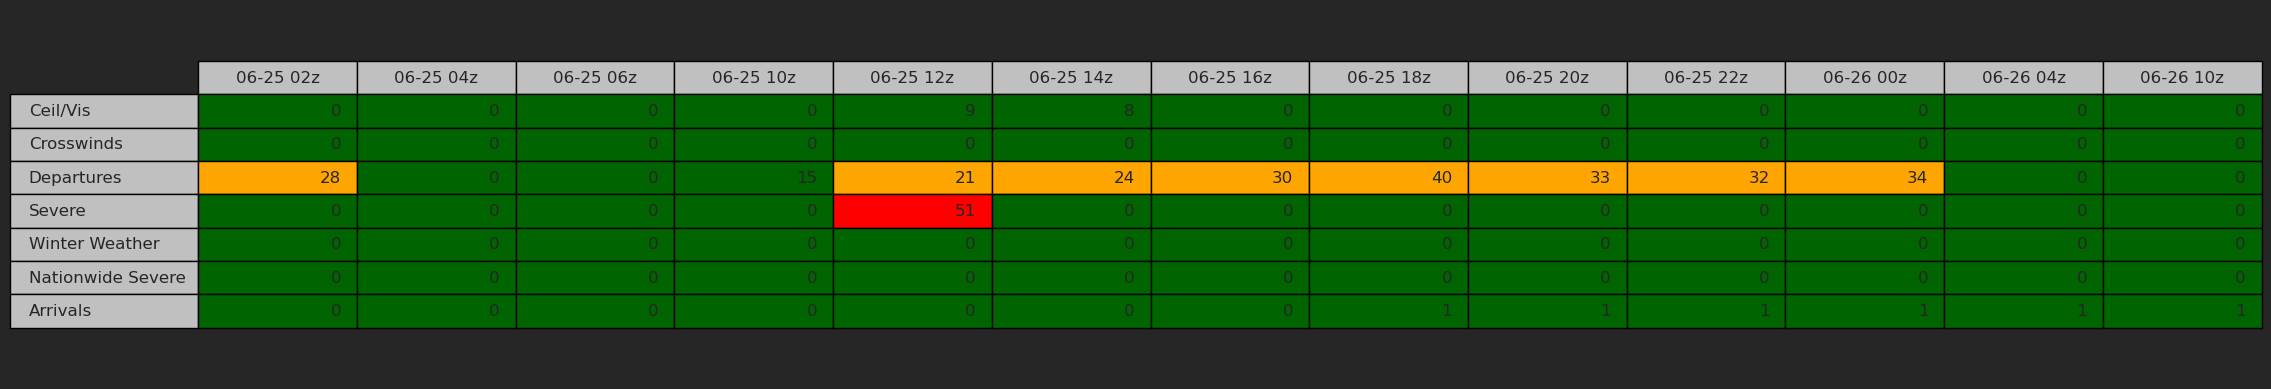 06-25 02z 06-25 04z 06-25 06z 06-25 10z 06-25 12z 06-25 14z 06-25 16z 06-25 18z 06-25 20z 06-25 22z 06-26 00z 06-26 04z 06-26 10z
Ceil/Vis 0 0 0 0 9 8 0 0 0 0 0 0 0
Crosswinds 0 0 0 0 0 0 0 0 0 0 0 0 0
Departures 28 0 0 15 21 24 30 40 33 32 34 0 0
Severe 0 0 0 0 51 0 0 0 0 0 0 0 0
Winter Weather 0 0 0 0 0 0 0 0 0 0 0 0 0
Nationwide Severe 0 0 0 0 0 0 0 0 0 0 0 0 0
Arrivals 0 0 0 0 0 0 0 1 1 1 1 1 1